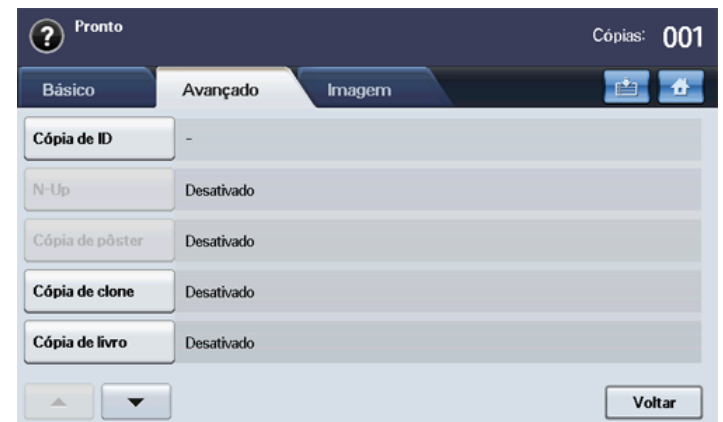 Pronto
Cópias: 001
Básico Avançado Imagem
Cópia de ID -
N-Up Desativado
Cópia de pôster Desativado
Cópia de clone Desativado
Cópia de livro Desativado
Voltar